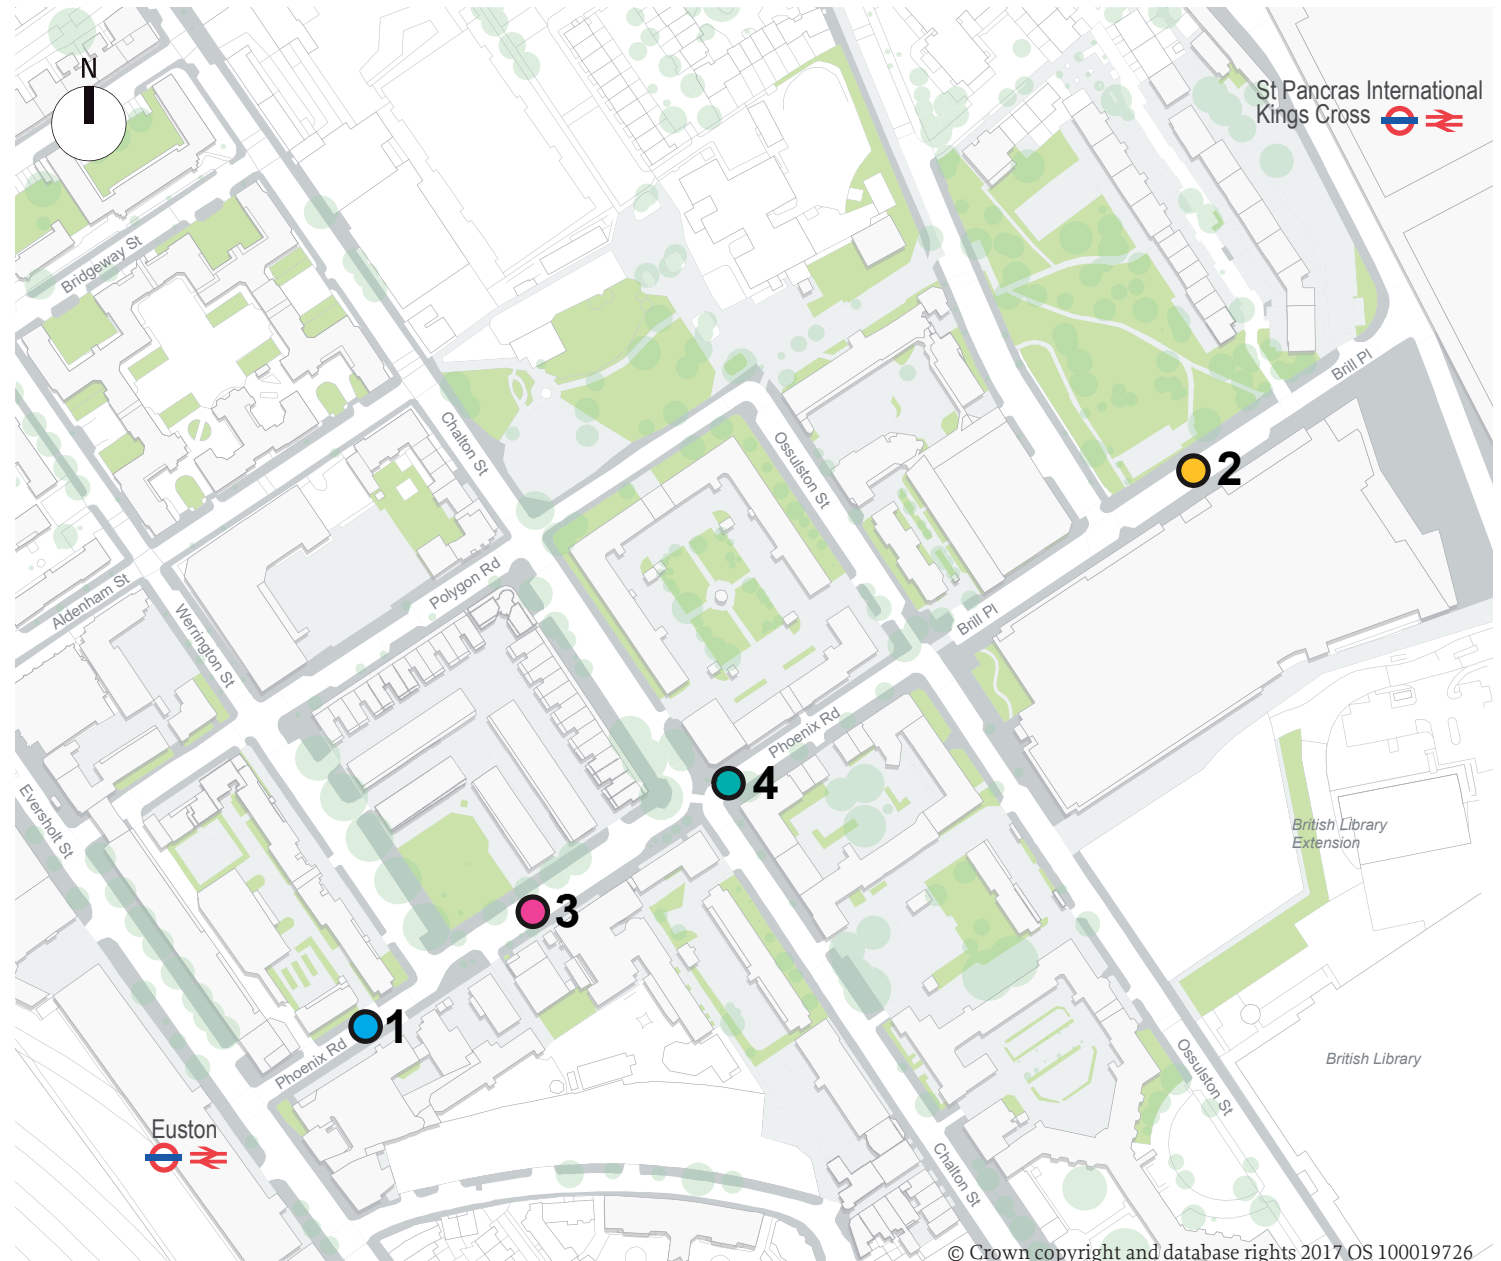 N
St Pancras International
Kings Cross
Bridgeway St
Brill Pl
Chalton St
Ossulston St
2
Polygon Rd
Aldenham St
Werrington St
Brill Pl
Phoenix Rd
4
Eversholt St
British Library
Extension
3
1
Phoenix Rd
Ossulston St
British Library
Euston
Chalton St
© Crown copyright and database rights 2017 OS 100019726